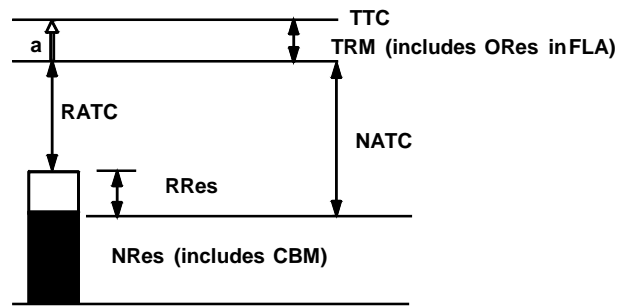 TTC
a
TRM (includes ORes in FLA)
RATC
NATC
RRes
NRes (includes CBM)